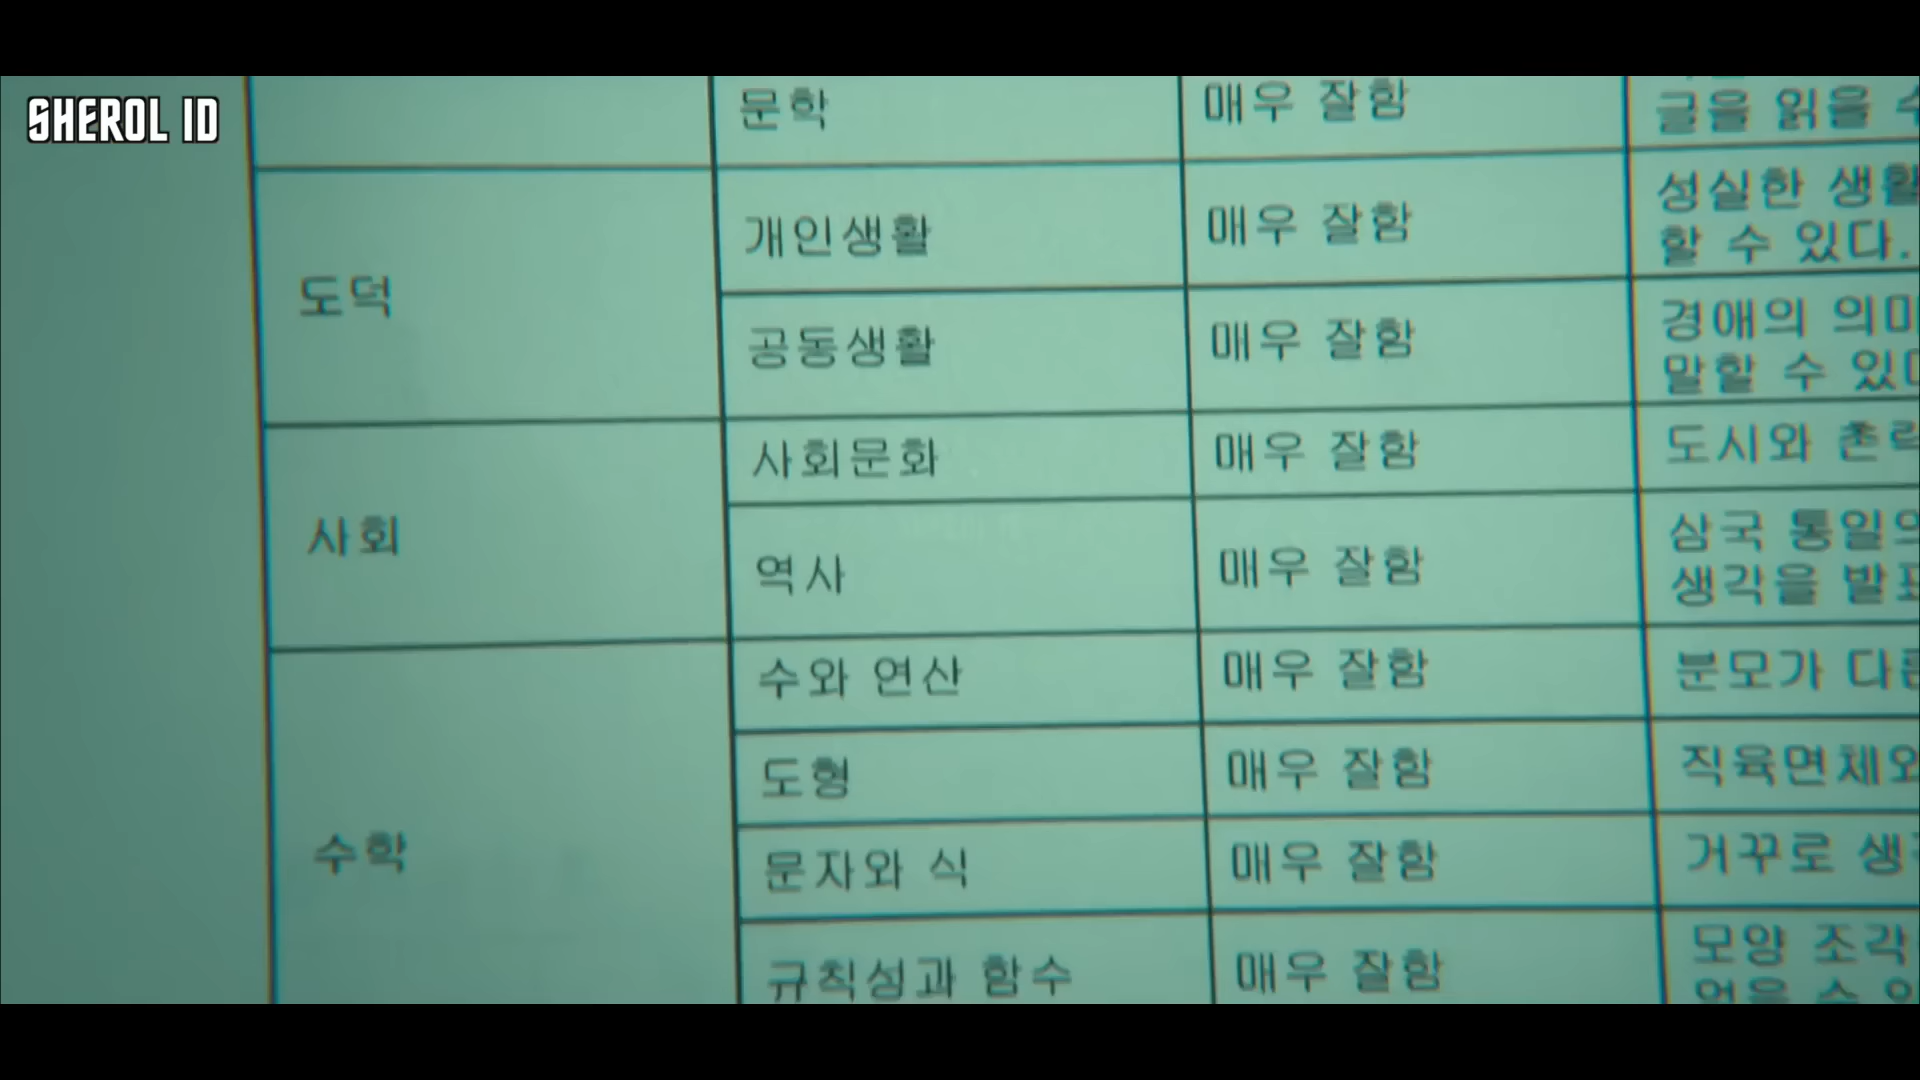 SHEROL ID
문학 매우 잘함 글을 읽을
도덕
개인생활 매우 잘함 성실한 생활
할 수 있다.
공동생활 매우 잘함 경애의 의미
말할 수 있다
사회
사회문화 매우 잘함 도시와 촌락
역사 매우 잘함 삼국 통일의
생각을 발표
수학
수와 연산 매우 잘함 분모가 다른
도형 매우 잘함 직육면체와
문자와 식 매우 잘함 거꾸로
규칙성과 함수 매우 잘함 모양 조각